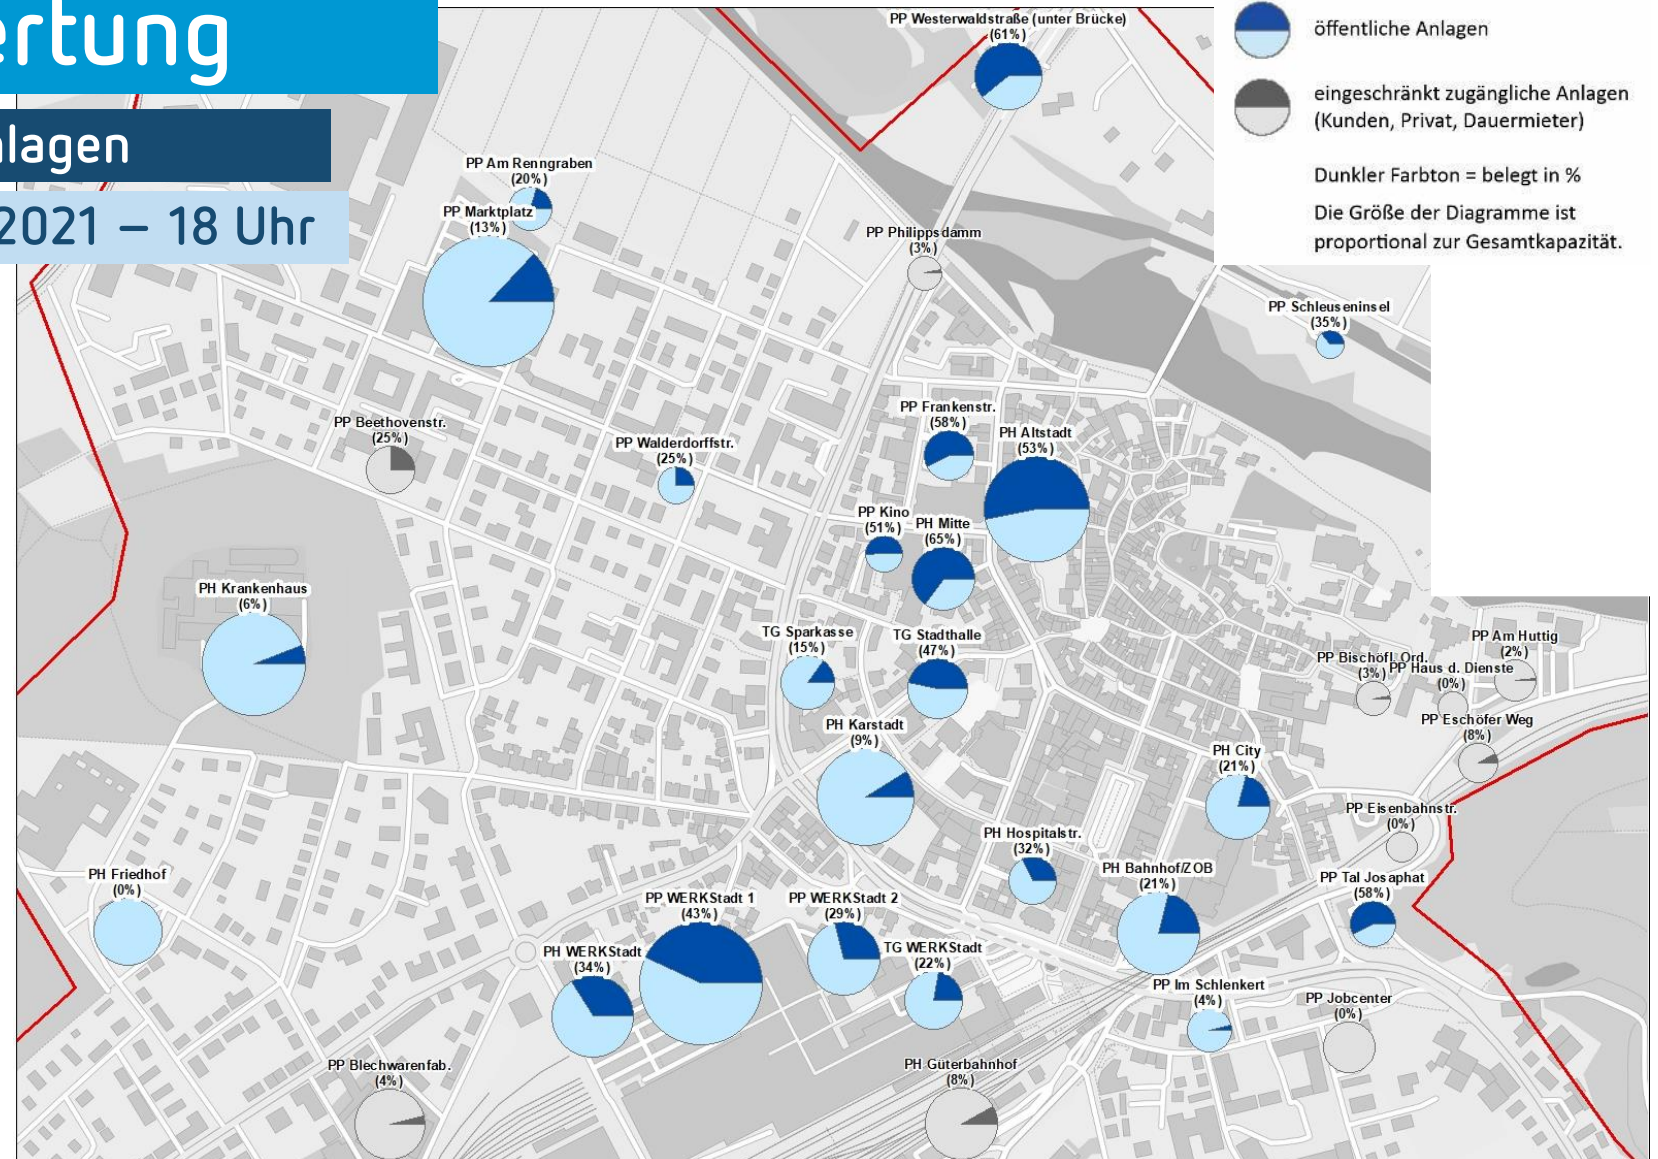 ertung
nlagen
2021 – 18 Uhr
öffentliche Anlagen
eingeschränkt zugängliche Anlagen
(Kunden, Privat, Dauermieter)
Dunkler Farbton = belegt in %
Die Größe der Diagramme ist
proportional zur Gesamtkapazität.
PP Westerwaldstraße (unter Brücke)
(61%)
PP Am Renngraben
(20%)
PP Marktplatz
(13%)
PP Philippsdamm
(3%)
PP Schleuseninsel
(35%)
PP Beethovenstr.
(25%)
PP Walderdorffstr.
(25%)
PP Frankenstr.
(58%)
PH Altstadt
(53%)
PP Kino
(51%)
PH Mitte
(65%)
PH Krankenhaus
(6%)
TG Sparkasse
(15%)
TG Stadthalle
(47%)
PP Am Huttig
(2%)
PP Bischöfl. Ord.
(3%)
PP Haus d. Dienste
(0%)
PP Eschöfer Weg
(8%)
PH Karstadt
(9%)
PH City
(21%)
PP Eisenbahnstr.
(0%)
PH Hospitalstr.
(32%)
PH Bahnhof/ZOB
(21%)
PP Tal Josaphat
(58%)
PH Friedhof
(0%)
PP WERKStadt 1
(43%)
PP WERKStadt 2
(29%)
PH WERKStadt
(34%)
TG WERKStadt
(22%)
PP Im Schlenkert
(4%)
PP Jobcenter
(0%)
PP Blechwarenfab.
(4%)
PH Güterbahnhof
(8%)